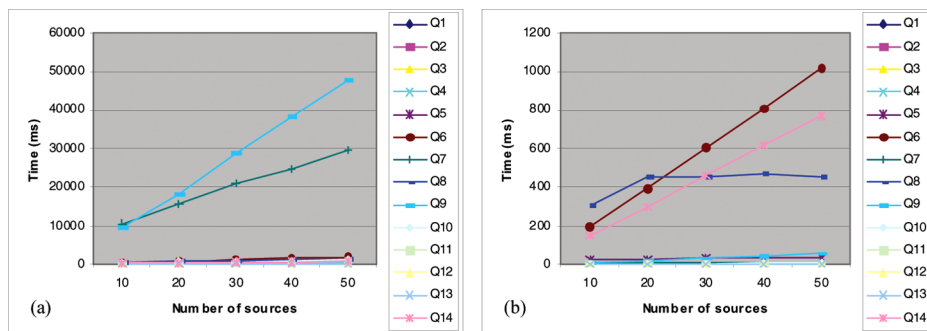 60000
50000
40000
30000
20000
10000
0
Time (ms)
10 20 30 40 50
Number of sources
(a)
Q1
Q2
Q3
Q4
Q5
Q6
Q7
Q8
Q9
Q10
Q11
Q12
Q13
Q14
1200
1000
800
600
400
200
0
Time (ms)
10 20 30 40 50
Number of sources
(b)
Q1
Q2
Q3
Q4
Q5
Q6
Q7
Q8
Q9
Q10
Q11
Q12
Q13
Q14